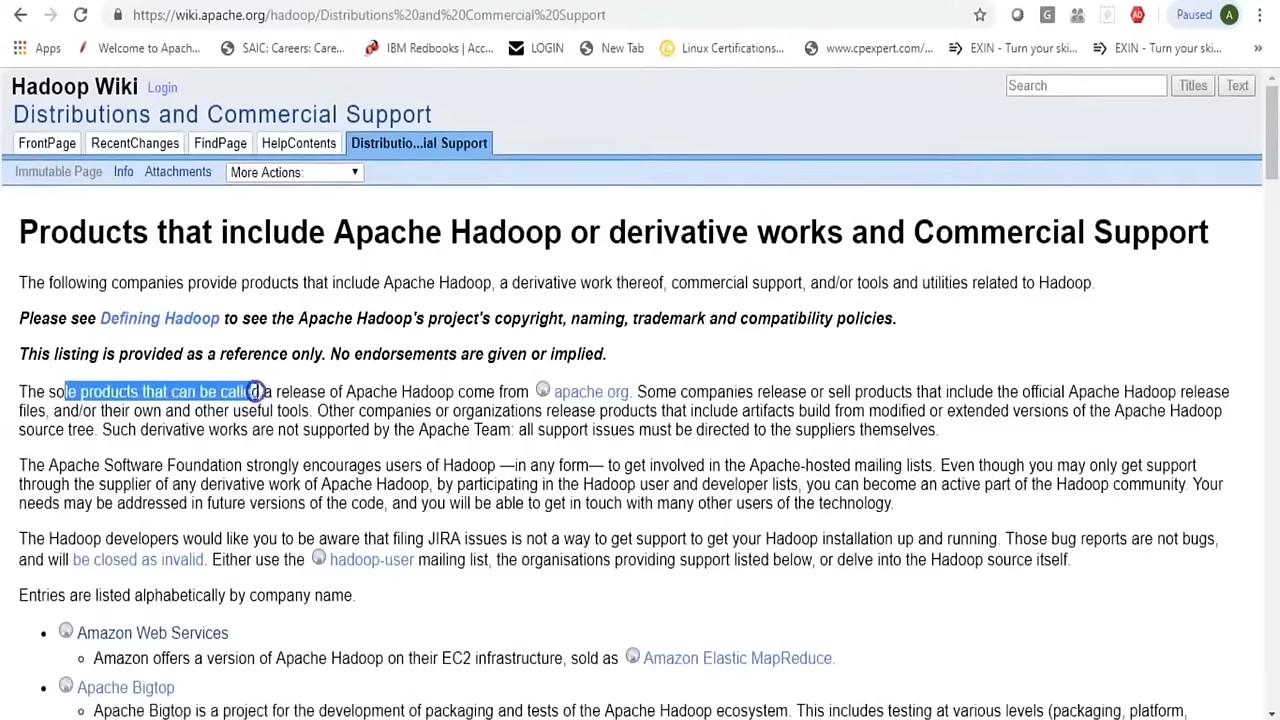 https://wiki.apache.org/hadoop/Distributions%20and%20Commercial%20Support
Paused A
Apps Welcome to Apach... SAIC: Careers: Care... IBM Redbooks | Acc... LOGIN New Tab Linux Certifications... www.cpexpert.com/... EXIN - Turn your ski... EXIN - Turn your ski... »
Hadoop Wiki Login
Search Titles Text
Distributions and Commercial Support
FrontPage RecentChanges FindPage HelpContents Distributio...ial Support
Immutable Page Info Attachments More Actions:
Products that include Apache Hadoop or derivative works and Commercial Support
The following companies provide products that include Apache Hadoop, a derivative work thereof, commercial support, and/or tools and utilities related to Hadoop.
Please see Defining Hadoop to see the Apache Hadoop's project's copyright, naming, trademark and compatibility policies.
This listing is provided as a reference only. No endorsements are given or implied.
The sole products that can be called a release of Apache Hadoop come from apache org. Some companies release or sell products that include the official Apache Hadoop release
files, and/or their own and other useful tools. Other companies or organizations release products that include artifacts build from modified or extended versions of the Apache Hadoop
source tree. Such derivative works are not supported by the Apache Team: all support issues must be directed to the suppliers themselves.
The Apache Software Foundation strongly encourages users of Hadoop —in any form— to get involved in the Apache-hosted mailing lists. Even though you may only get support
through the supplier of any derivative work of Apache Hadoop, by participating in the Hadoop user and developer lists, you can become an active part of the Hadoop community. Your
needs may be addressed in future versions of the code, and you will be able to get in touch with many other users of the technology.
The Hadoop developers would like you to be aware that filing JIRA issues is not a way to get support to get your Hadoop installation up and running. Those bug reports are not bugs,
and will be closed as invalid. Either use the hadoop-user mailing list, the organisations providing support listed below, or delve into the Hadoop source itself.
Entries are listed alphabetically by company name.
• Amazon Web Services
Amazon offers a version of Apache Hadoop on their EC2 infrastructure, sold as Amazon Elastic MapReduce.
• Apache Bigtop
Apache Bigtop is a project for the development of packaging and tests of the Apache Hadoop ecosystem. This includes testing at various levels (packaging, platform,